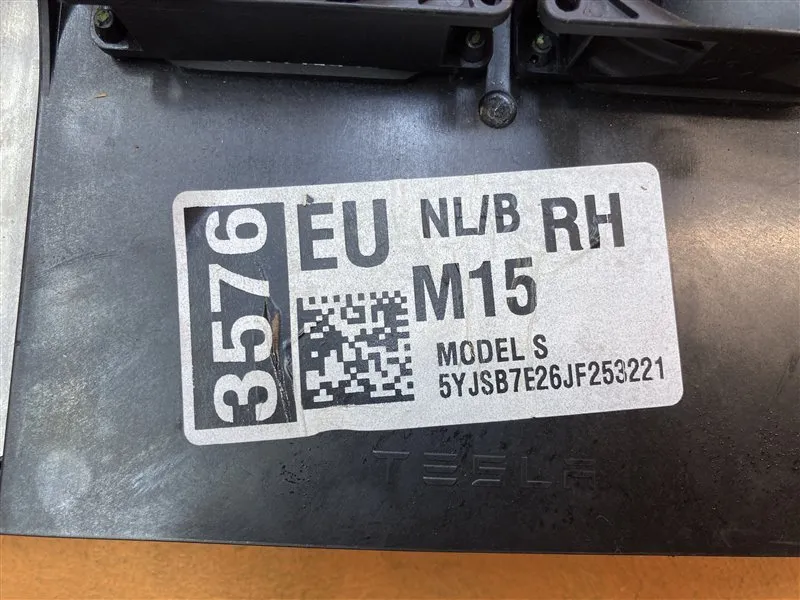 3576
EU NL/B RH
M15
MODEL S
5YJSB7E26JF253221
TESLA